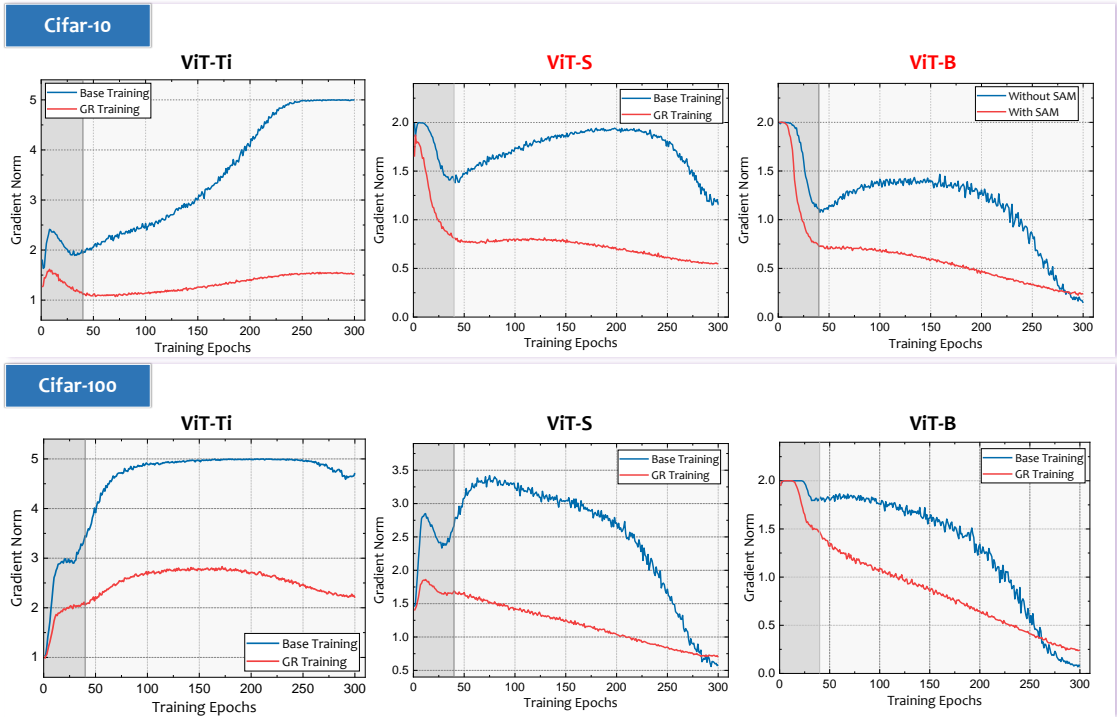 Cifar-10
ViT-Ti
Base Training
GR Training
5
4
3
2
1
0 50 100 150 200 250 300
Gradient Norm
Training Epochs
ViT-S
Base Training
GR Training
2.0
1.5
1.0
0.5
0.0
0 50 100 150 200 250 300
Gradient Norm
Training Epochs
ViT-B
Without SAM
With SAM
2.0
1.5
1.0
0.5
0.0
0 50 100 150 200 250 300
Gradient Norm
Training Epochs
Cifar-100
ViT-Ti
5
4
3
2
1
Base Training
GR Training
0 50 100 150 200 250 300
Gradient Norm
Training Epochs
ViT-S
Base Training
GR Training
3.5
3.0
2.5
2.0
1.5
1.0
0.5
0 50 100 150 200 250 300
Gradient Norm
Training Epochs
ViT-B
Base Training
GR Training
2.0
1.5
1.0
0.5
0.0
0 50 100 150 200 250 300
Gradient Norm
Training Epochs